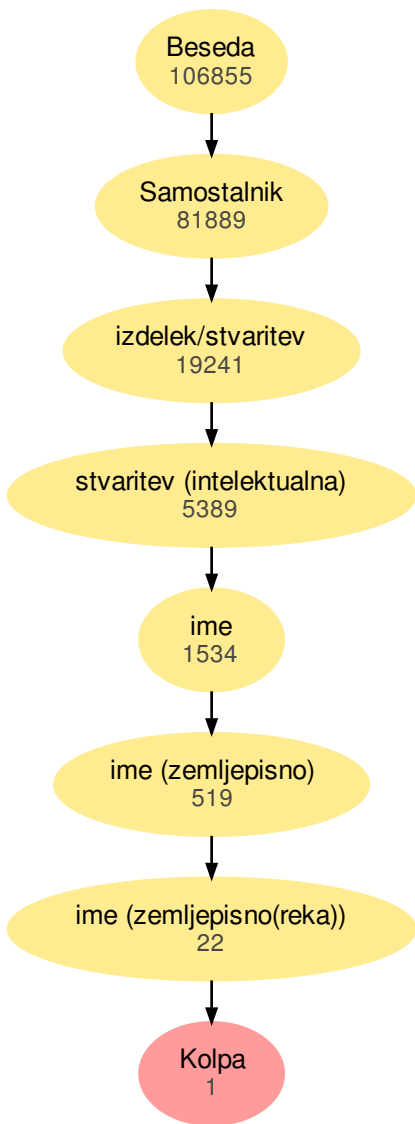 Beseda
106855
Samostalnik
81889
izdelek/stvaritev
19241
stvaritev (intelektualna)
5389
ime
1534
ime (zemljepisno)
519
ime (zemljepisno(reka))
22
Kolpa
1